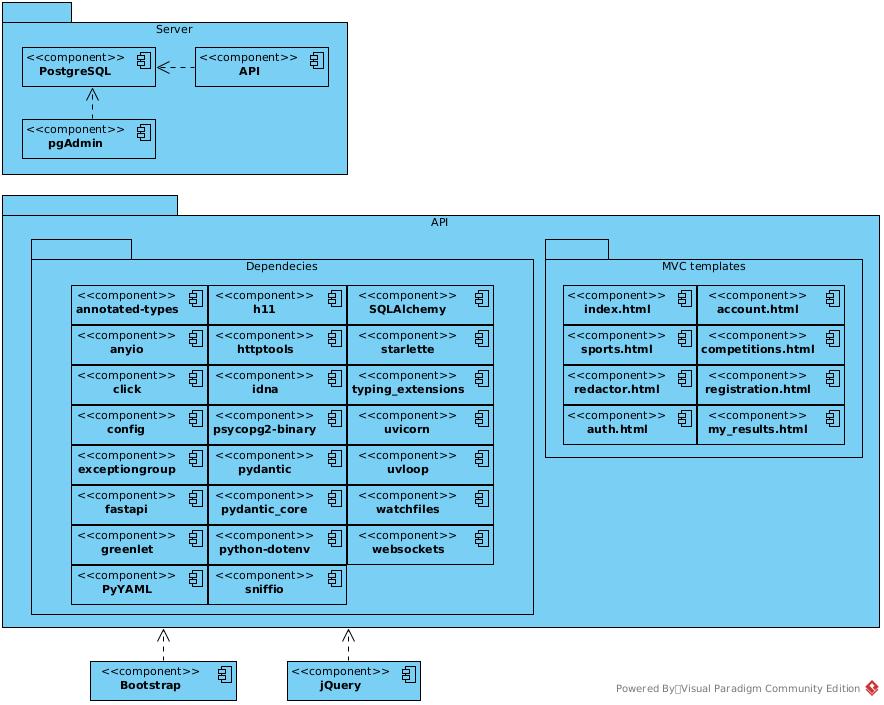 Server
<<component>>
PostgreSQL
<<component>>
API
<<component>>
pgAdmin
API
Dependecies
<<component>>
annotated-types
<<component>>
h11
<<component>>
SQLAlchemy
<<component>>
anyio
<<component>>
httptools
<<component>>
starlette
<<component>>
click
<<component>>
idna
<<component>>
typing_extensions
<<component>>
config
<<component>>
psycopg2-binary
<<component>>
uvicorn
<<component>>
exceptiongroup
<<component>>
pydantic
<<component>>
uvloop
<<component>>
fastapi
<<component>>
pydantic_core
<<component>>
watchfiles
<<component>>
greenlet
<<component>>
python-dotenv
<<component>>
websockets
<<component>>
PyYAML
<<component>>
sniffio
MVC templates
<<component>>
index.html
<<component>>
account.html
<<component>>
sports.html
<<component>>
competitions.html
<<component>>
redactor.html
<<component>>
registration.html
<<component>>
auth.html
<<component>>
my_results.html
<<component>>
Bootstrap
<<component>>
jQuery
Powered By Visual Paradigm Community Edition